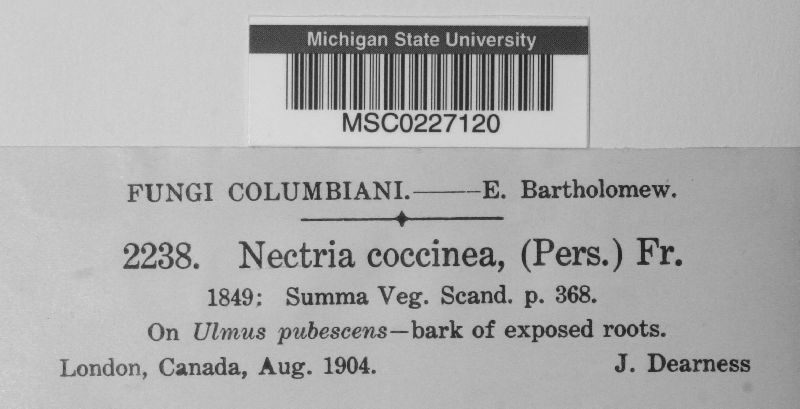 Michigan State University
MSC0227120
FUNGI COLUMBIANI.——E. Bartholomew.
2238. Nectria coccinea, (Pers.) Fr.
1849: Summa Veg. Scand. p. 368.
On Ulmus pubescens—bark of exposed roots.
London, Canada, Aug. 1904. J. Dearness